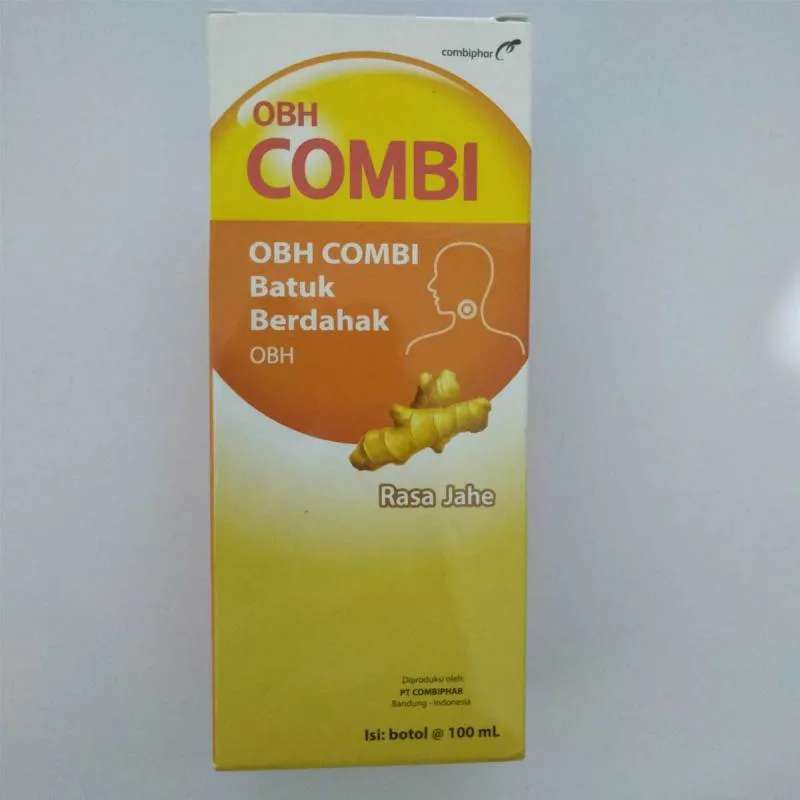 combiphar
OBH
COMBI
OBH COMBI
Batuk
Berdahak
OBH
Rasa Jahe
Diproduksi oleh:
PT COMBIPHAR
Bandung - Indonesia
Isi: botol @ 100 mL